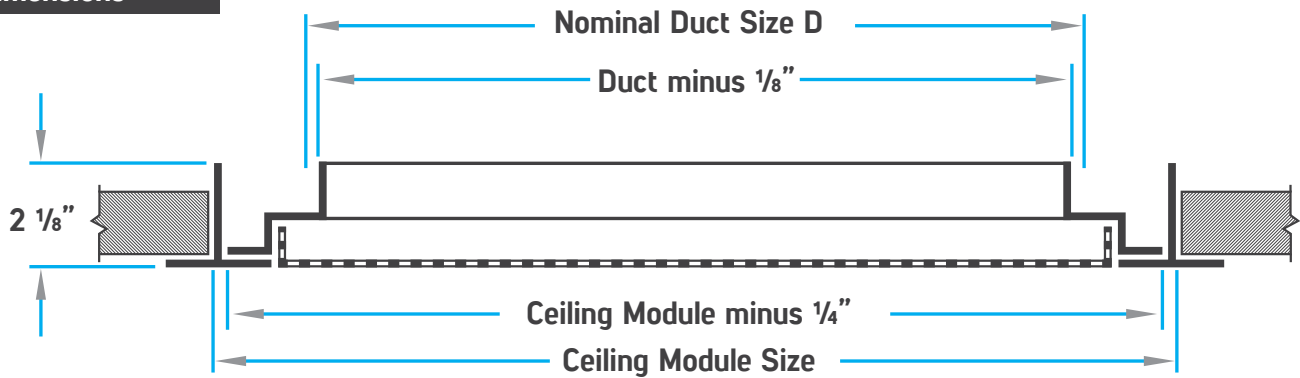 Nominal Duct Size D
Duct minus ⅛”
2 ⅛”
Ceiling Module minus ¼”
Ceiling Module Size